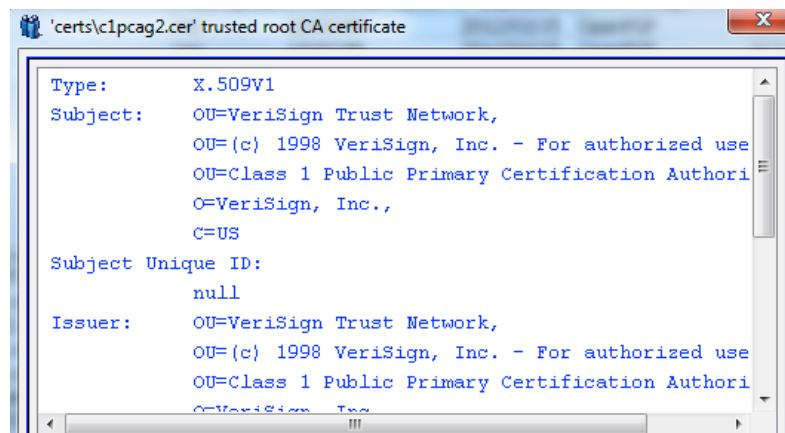 'certs\c1pcag2.cer' trusted root CA certificate
Type: X.509V1
Subject: OU=VeriSign Trust Network,
OU=(c) 1998 VeriSign, Inc. - For authorized use
OU=Class 1 Public Primary Certification Authori
O=VeriSign, Inc.,
C=US
Subject Unique ID:
null
Issuer: OU=VeriSign Trust Network,
OU=(c) 1998 VeriSign, Inc. - For authorized use
OU=Class 1 Public Primary Certification Authori
O=VeriSign, Inc.